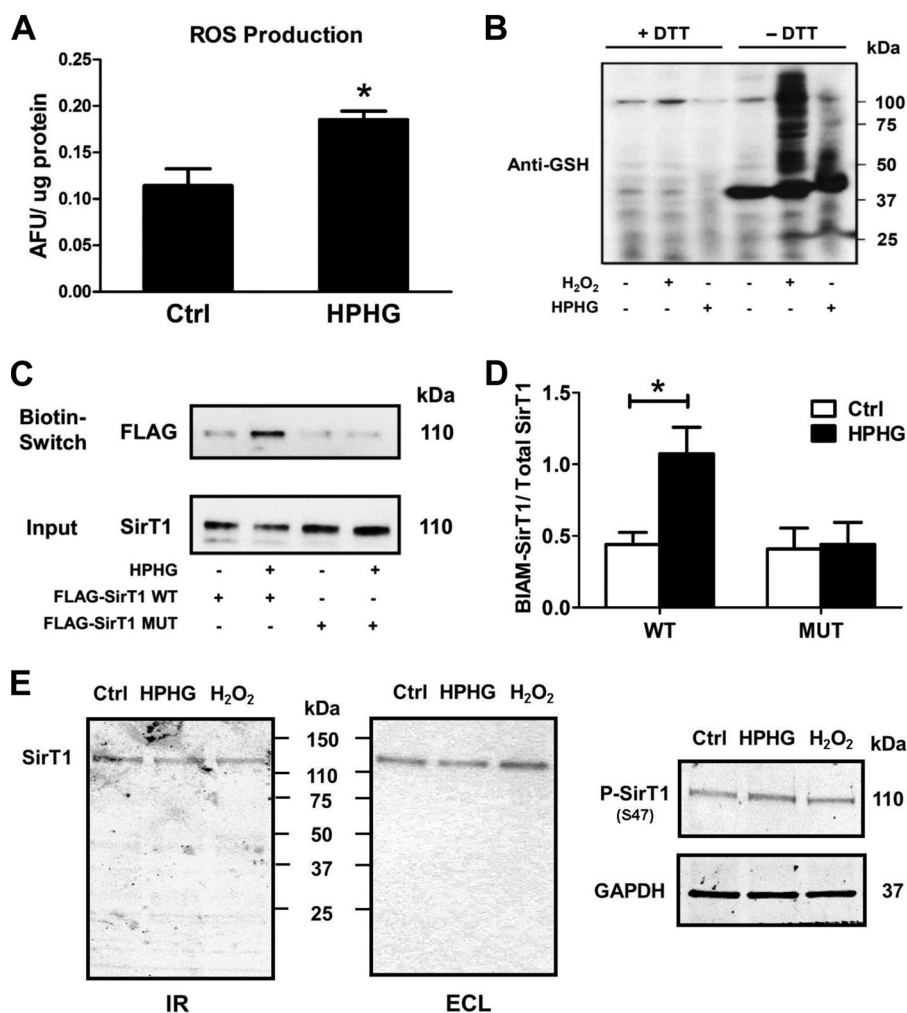 A
ROS Production
AFU/ ug protein
0.25
0.20
0.15
0.10
0.05
0.00
*
Ctrl HPHG
B
+ DTT – DTT
kDa
Anti-GSH
100
75
50
37
25
H₂O₂ - + - - + -
HPHG - - + - - +
C
kDa
Biotin-Switch FLAG 110
Input SirT1 110
HPHG - + - +
FLAG-SirT1 WT + + - -
FLAG-SirT1 MUT - - + +
D
BIAM-SirT1/ Total SirT1
1.5
1.0
0.5
0.0
*
Ctrl
HPHG
WT MUT
E
Ctrl HPHG H₂O₂
kDa
SirT1
150
110
75
50
37
25
IR
Ctrl HPHG H₂O₂
ECL
Ctrl HPHG H₂O₂ kDa
P-SirT1 110
(S47)
GAPDH 37